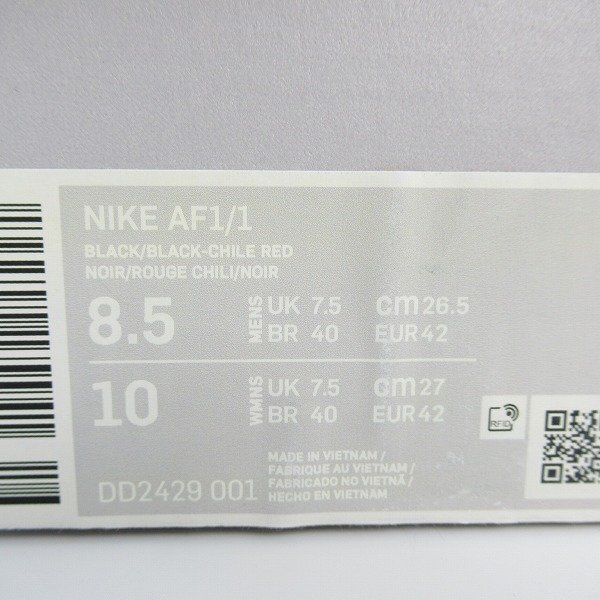 NIKE AF1/1
BLACK/BLACK-CHILE RED
NOIR/ROUGE CHILI/NOIR
8.5 MENS UK 7.5 cm 26.5
BR 40 EUR 42
10 WMNS UK 7.5 cm 27
BR 40 EUR 42
RFID
MADE IN VIETNAM /
FABRIQUE AU VIETNAM /
FABRICADO NO VIETNÃ /
HECHO EN VIETNAM
DD2429 001